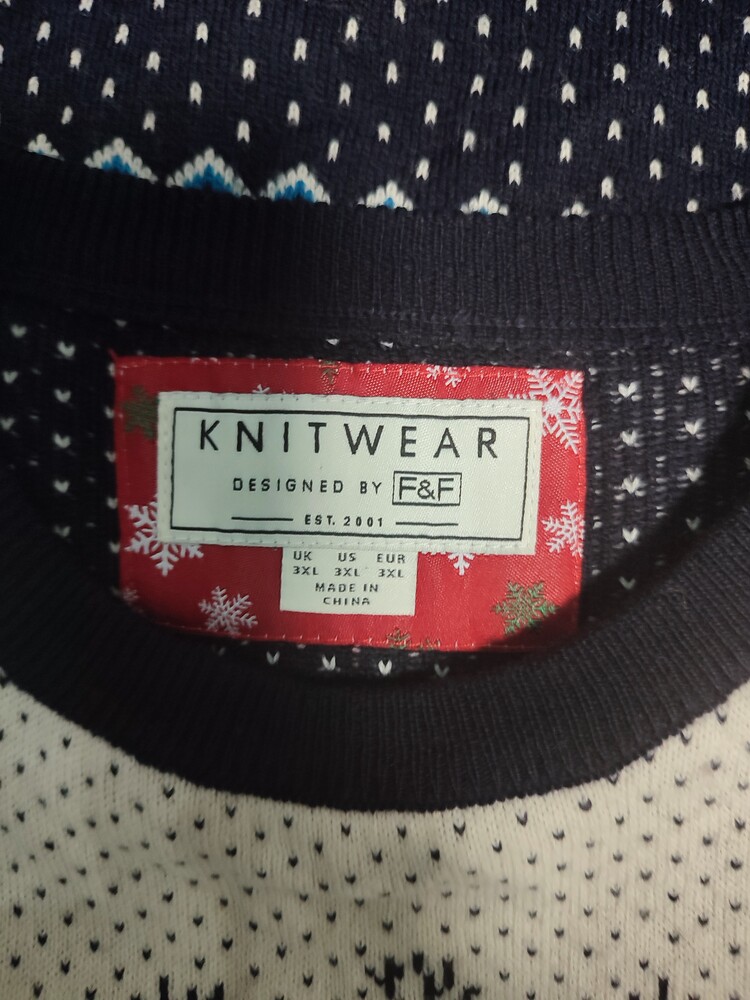 KNITWEAR
DESIGNED BY F&F
EST. 2001
UK US EUR
3XL 3XL 3XL
MADE IN
CHINA